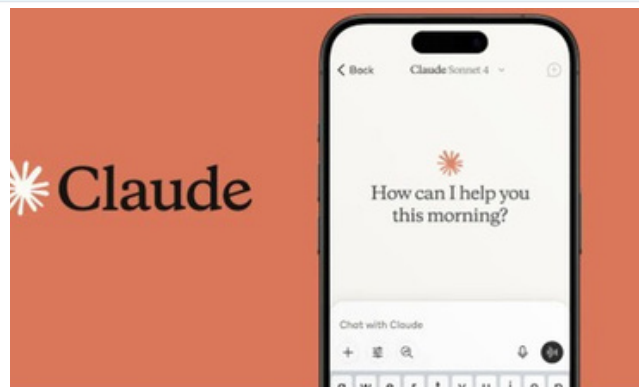 Claude
Back
Claude Sonnet 4
How can I help you
this morning?
Chat with Claude
q w e r t y u i o p